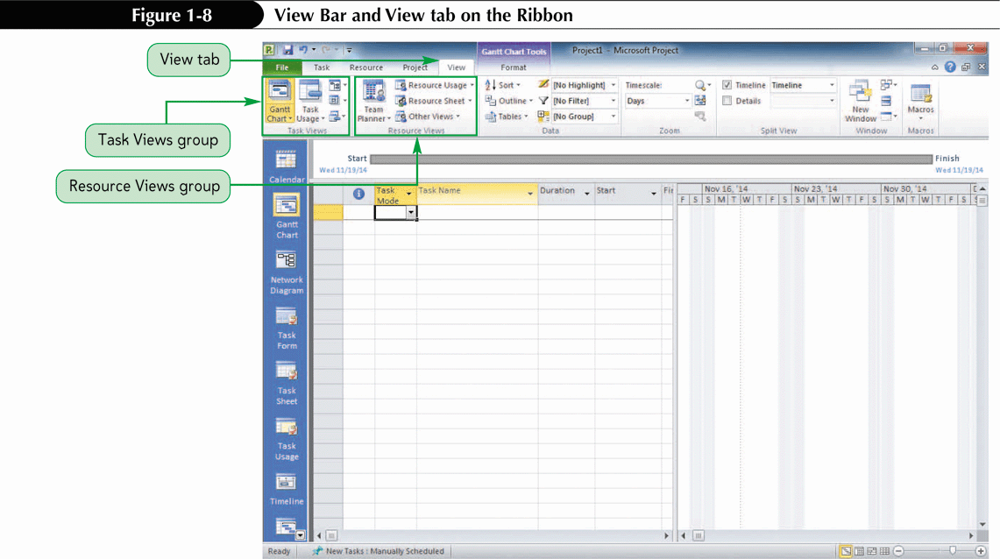 Figure 1-8
View Bar and View tab on the Ribbon
View tab
Task Views group
Resource Views group
Gantt Chart Tools
Project1 - Microsoft Project
File
Task
Resource
Project
View
Format
Gantt
Chart
Task
Usage
Task Views
Team
Planner
Resource Usage
Resource Sheet
Other Views
Resource Views
Sort
Outline
Tables
[No Highlight]
[No Filter]
[No Group]
Data
Timescale:
Days
Zoom
Timeline
Timeline
Details
Split View
New
Window
Window
Macros
Macros
Start
Wed 11/19/14
Finish
Wed 11/19/14
Task
Mode
Task Name
Duration
Start
Fin
Nov 16, '14
Nov 23, '14
Nov 30, '14
D
F S S M T W T F S S M T W T F S S M T W T F S S
Calendar
Gantt
Chart
Network
Diagram
Task
Form
Task
Sheet
Task
Usage
Timeline
Ready
New Tasks : Manually Scheduled